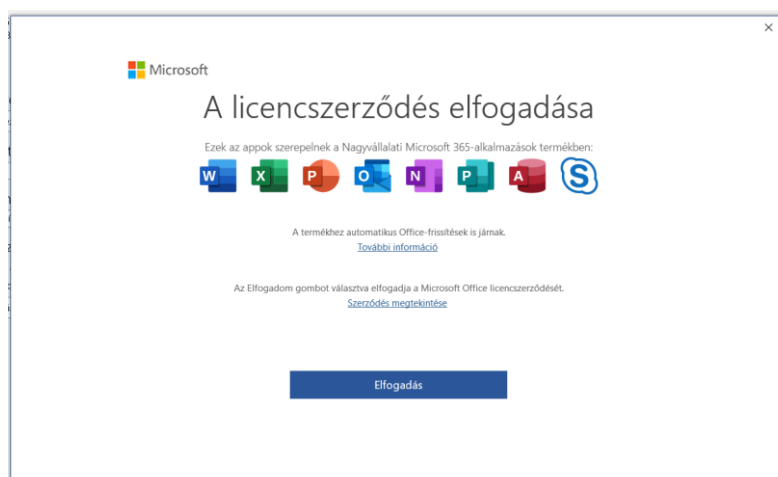 Microsoft
A licencszerződés elfogadása
Ezek az appok szerepelnek a Nagyvállalati Microsoft 365-alkalmazások termékben:
W X P O N P A S
A termékhez automatikus Office-frissítések is járnak.
További információ
Az Elfogadom gombot választva elfogadja a Microsoft Office licencszerződését.
Szerződés megtekintése
Elfogadás